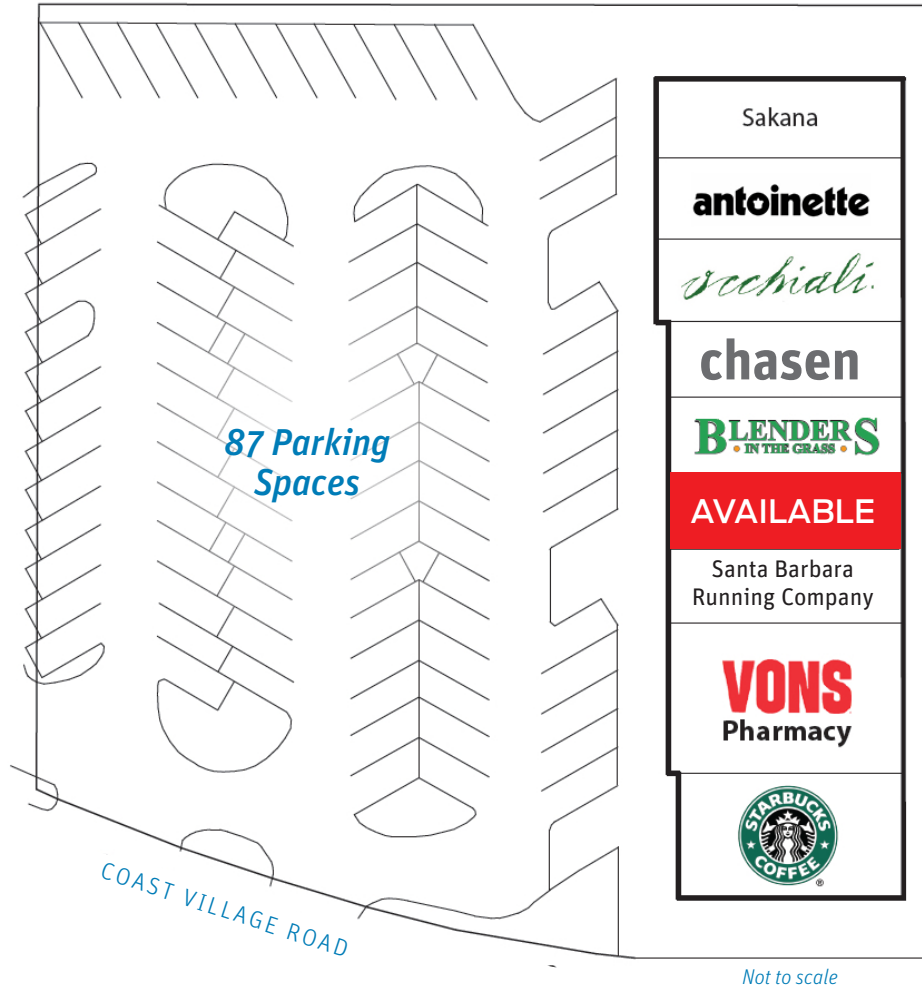 Sakana
antoinette
occhiali.
chasen
87 Parking
Spaces
BLENDERS
• IN THE GRASS •
AVAILABLE
Santa Barbara
Running Company
VONS
Pharmacy
STARBUCKS
COFFEE
®
COAST VILLAGE ROAD
Not to scale